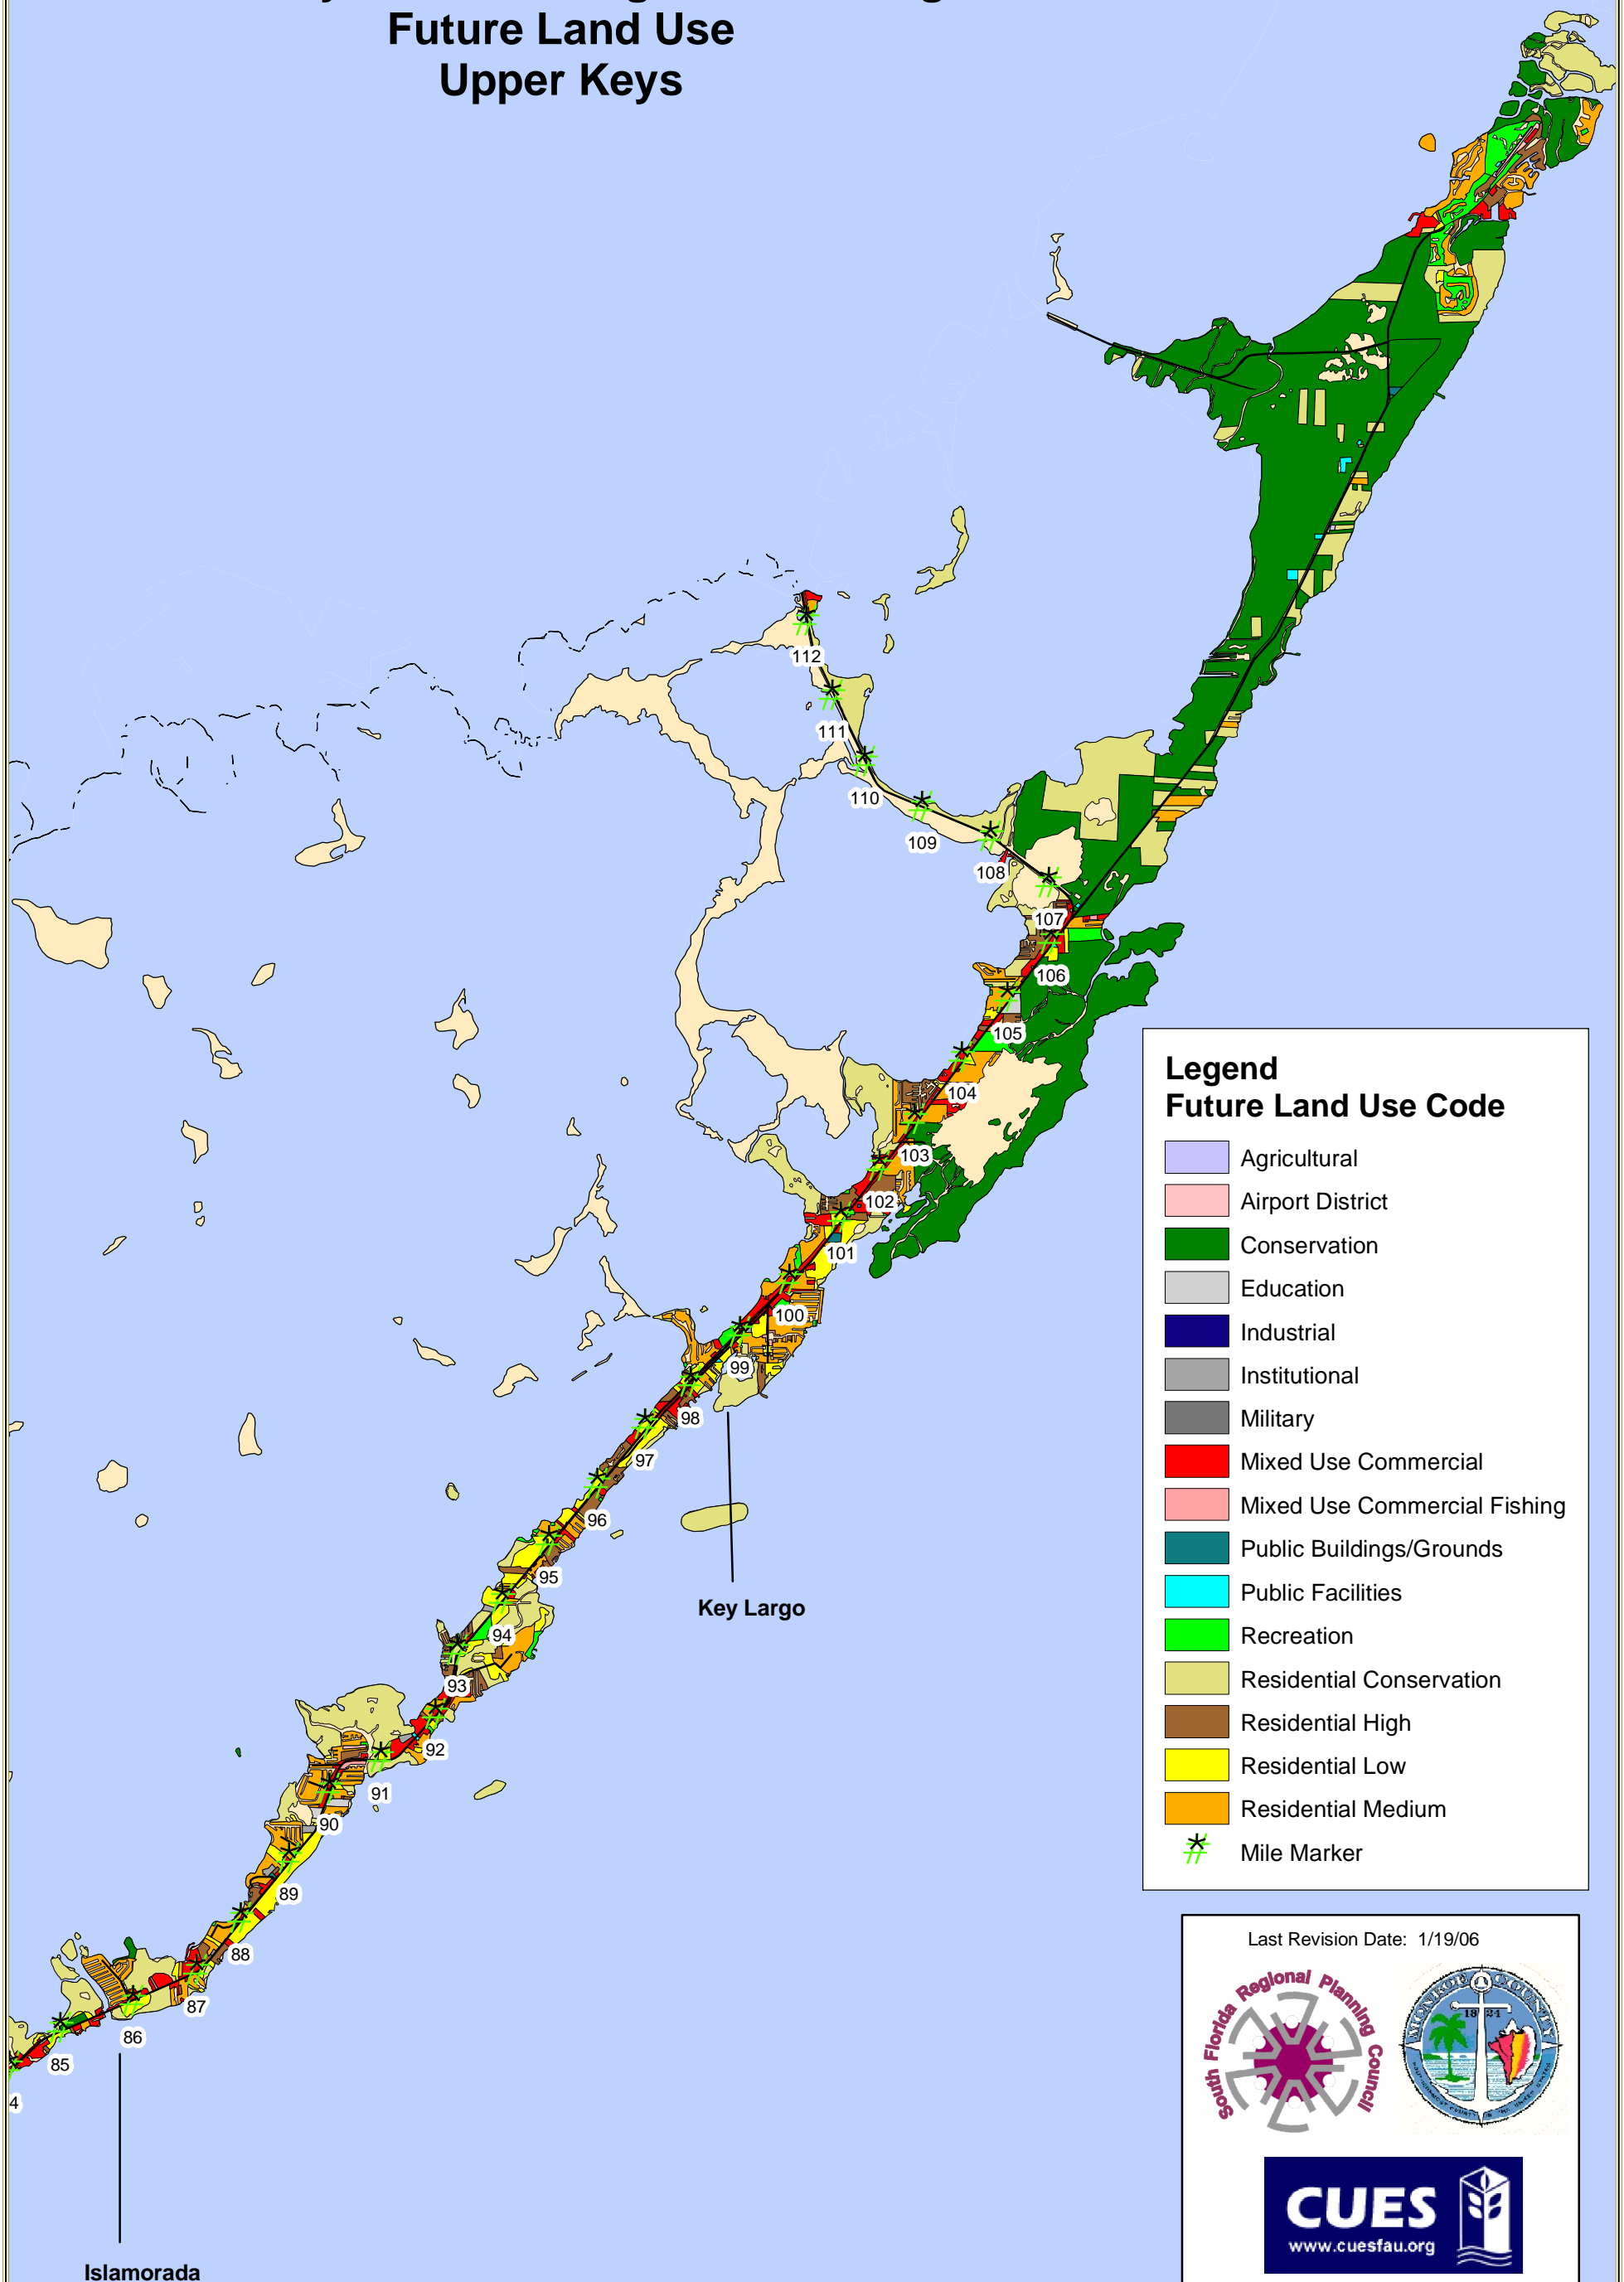 Future Land Use
Upper Keys
112
111
110
109
108
107
106
105
104
103
102
101
100
99
98
97
96
95
94
93
92
91
90
89
88
87
86
85
4
Key Largo
Islamorada
Legend
Future Land Use Code
Agricultural
Airport District
Conservation
Education
Industrial
Institutional
Military
Mixed Use Commercial
Mixed Use Commercial Fishing
Public Buildings/Grounds
Public Facilities
Recreation
Residential Conservation
Residential High
Residential Low
Residential Medium
Mile Marker
Last Revision Date: 1/19/06
South Florida Regional Planning Council
MONROE COUNTY
1824
CUES
www.cuesfau.org